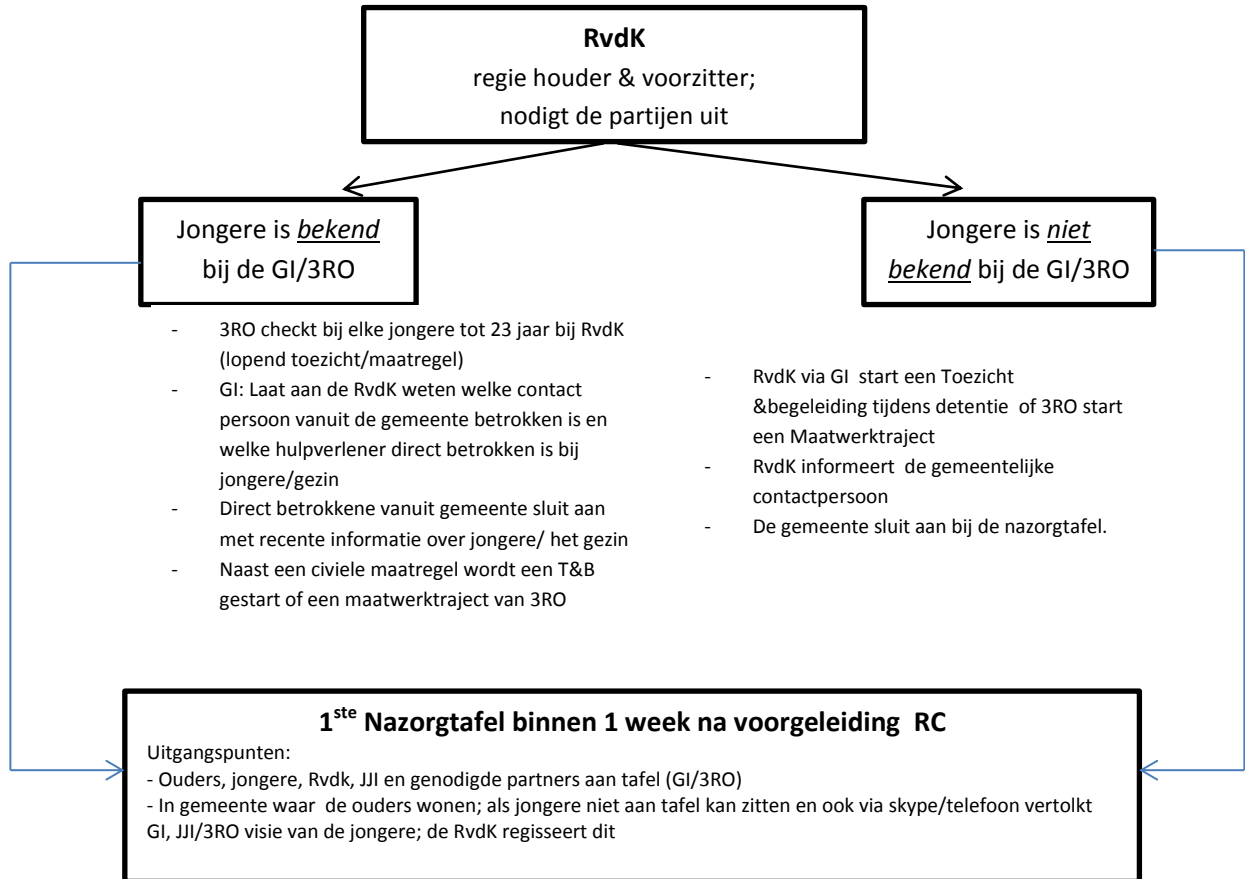 RvdK
regie houder & voorzitter;
nodigt de partijen uit
Jongere is bekend
bij de GI/3RO
Jongere is niet
bekend bij de GI/3RO
- 3RO checkt bij elke jongere tot 23 jaar bij RvdK
(lopend toezicht/maatregel)
- GI: Laat aan de RvdK weten welke contact
persoon vanuit de gemeente betrokken is en
welke hulpverlener direct betrokken is bij
jongere/gezin
- Direct betrokkene vanuit gemeente sluit aan
met recente informatie over jongere/ het gezin
- Naast een civiele maatregel wordt een T&B
gestart of een maatwerktraject van 3RO
- RvdK via GI start een Toezicht
&begeleiding tijdens detentie of 3RO start
een Maatwerktraject
- RvdK informeert de gemeentelijke
contactpersoon
- De gemeente sluit aan bij de nazorgtafel.
1ste Nazorgtafel binnen 1 week na voorgeleiding RC
Uitgangspunten:
- Ouders, jongere, Rvdk, JJI en genodigde partners aan tafel (GI/3RO)
- In gemeente waar de ouders wonen; als jongere niet aan tafel kan zitten en ook via skype/telefoon vertolkt
GI, JJI/3RO visie van de jongere; de RvdK regisseert dit